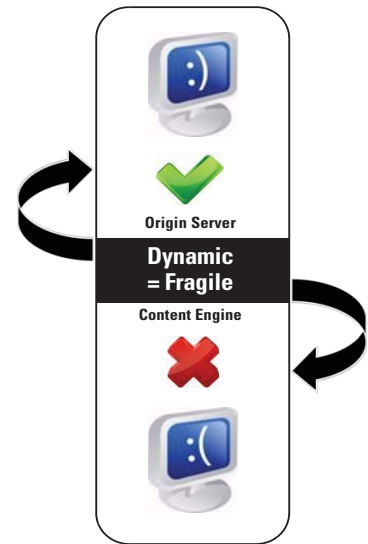 :)
Origin Server
Dynamic
= Fragile
Content Engine
:(